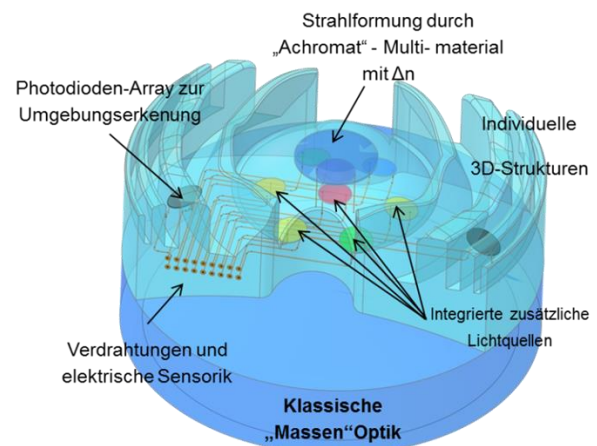 Strahlformung durch
„Achromat“ - Multi- material
mit Δn
Photodioden-Array zur
Umgebungserkenung
Individuelle
3D-Strukturen
Integrierte zusätzliche
Lichtquellen
Verdrahtungen und
elektrische Sensorik
Klassische
„Massen“Optik